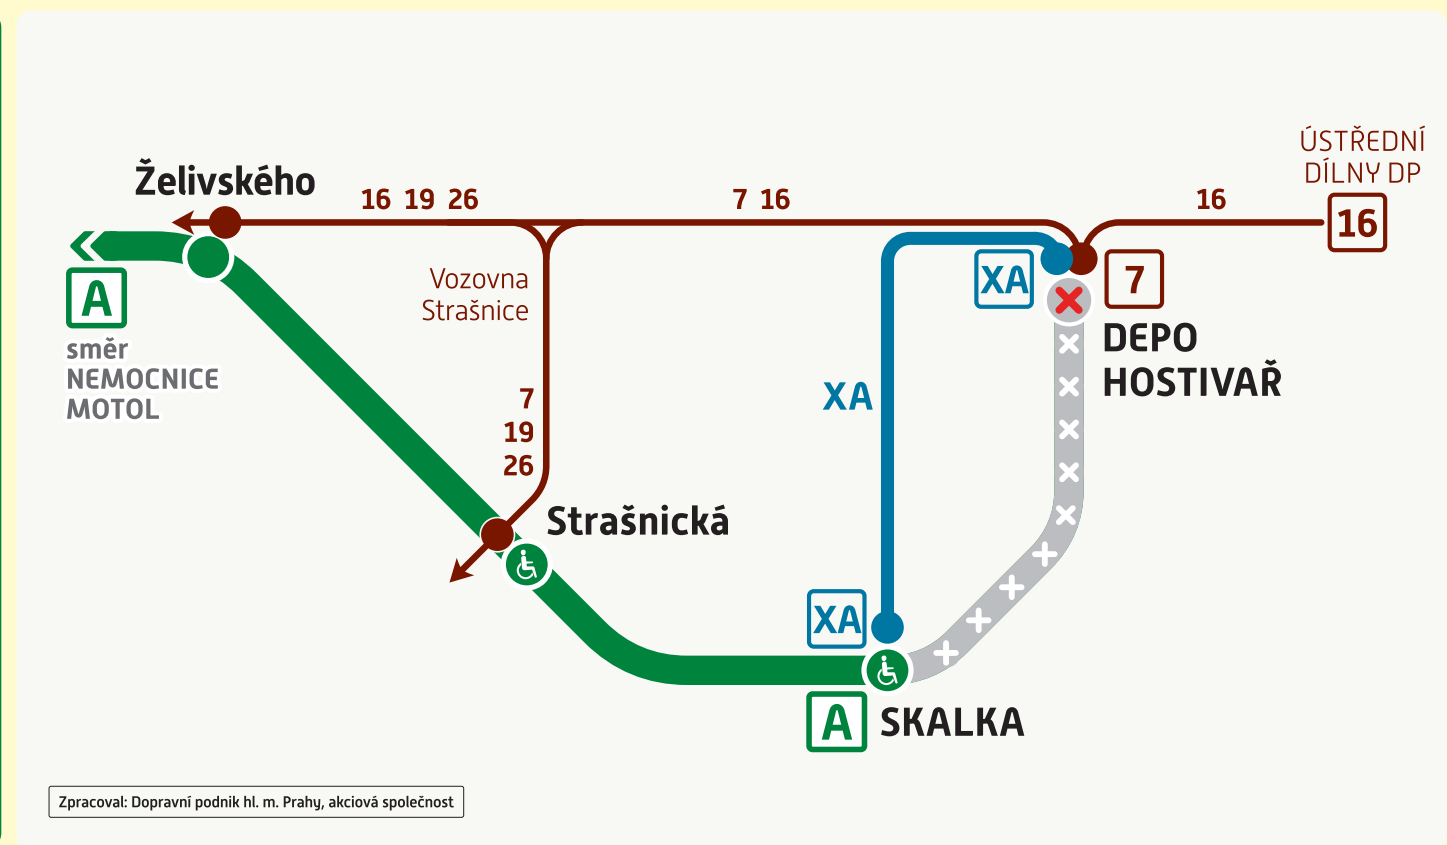 ÚSTŘEDNÍ
DÍLNY DP
Želivského
16 19 26
7 16
16
16
A
směr
NEMOCNICE
MOTOL
Vozovna
Strašnice
XA
7
DEPO
HOSTIVAŘ
XA
7
19
26
Strašnická
XA
A
SKALKA
Zpracoval: Dopravní podnik hl. m. Prahy, akciová společnost